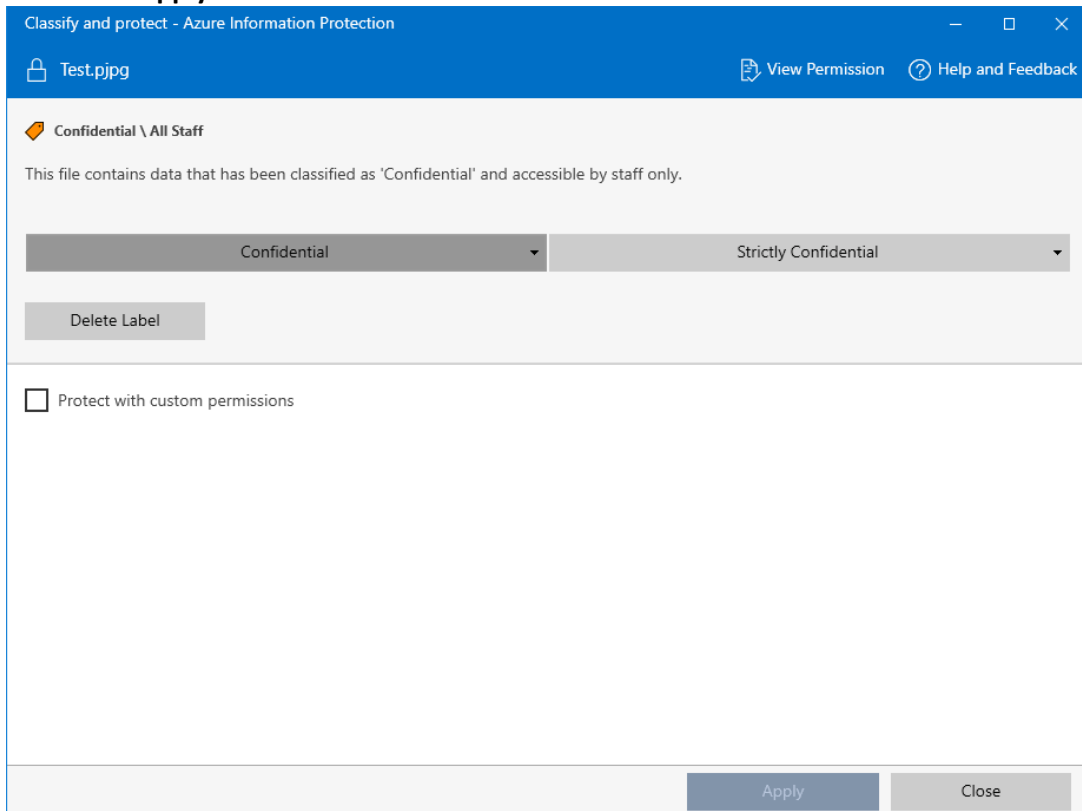 Classify and protect - Azure Information Protection
Test.pjpg View Permission Help and Feedback
Confidential \ All Staff
This file contains data that has been classified as 'Confidential' and accessible by staff only.
Confidential Strictly Confidential
Delete Label
Protect with custom permissions
Apply Close